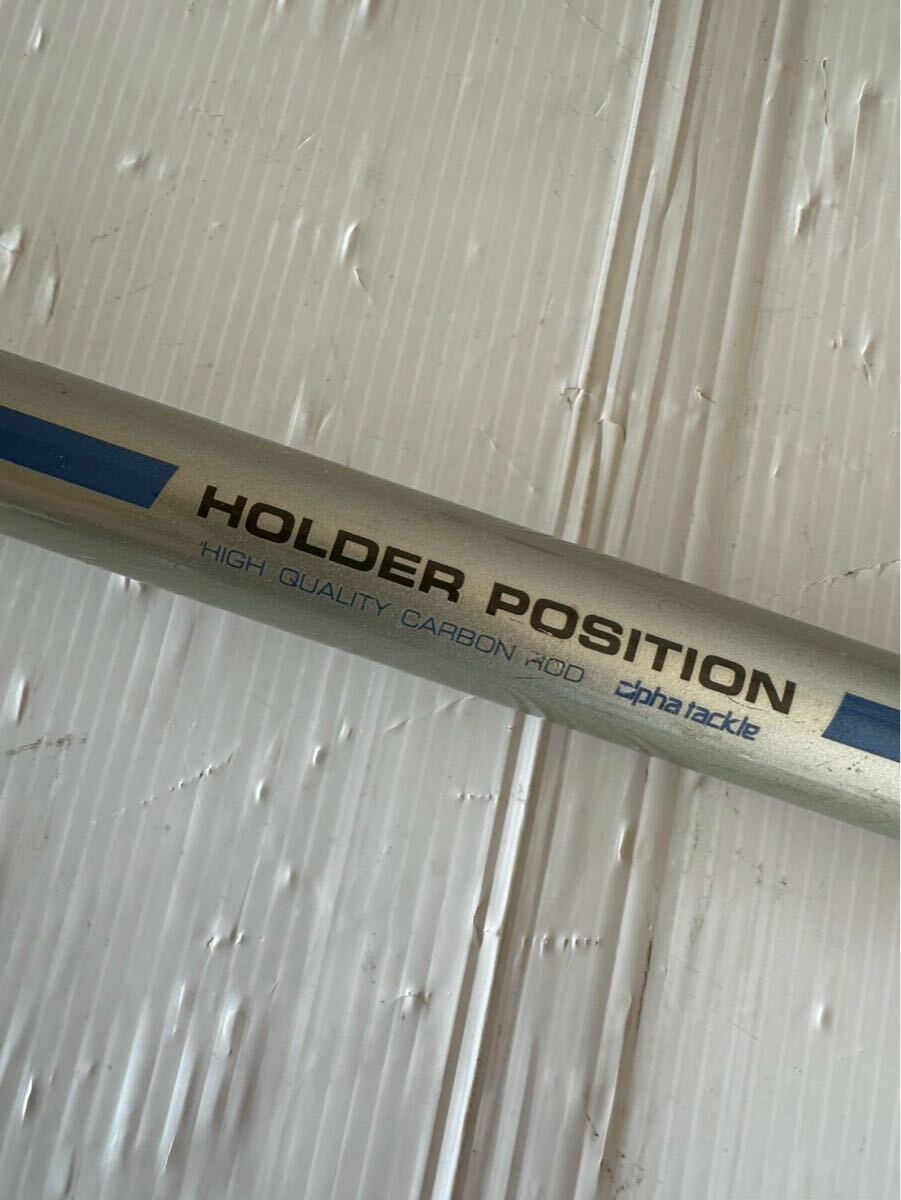 HOLDER POSITION
HIGH QUALITY CARBON ROD
alpha tackle